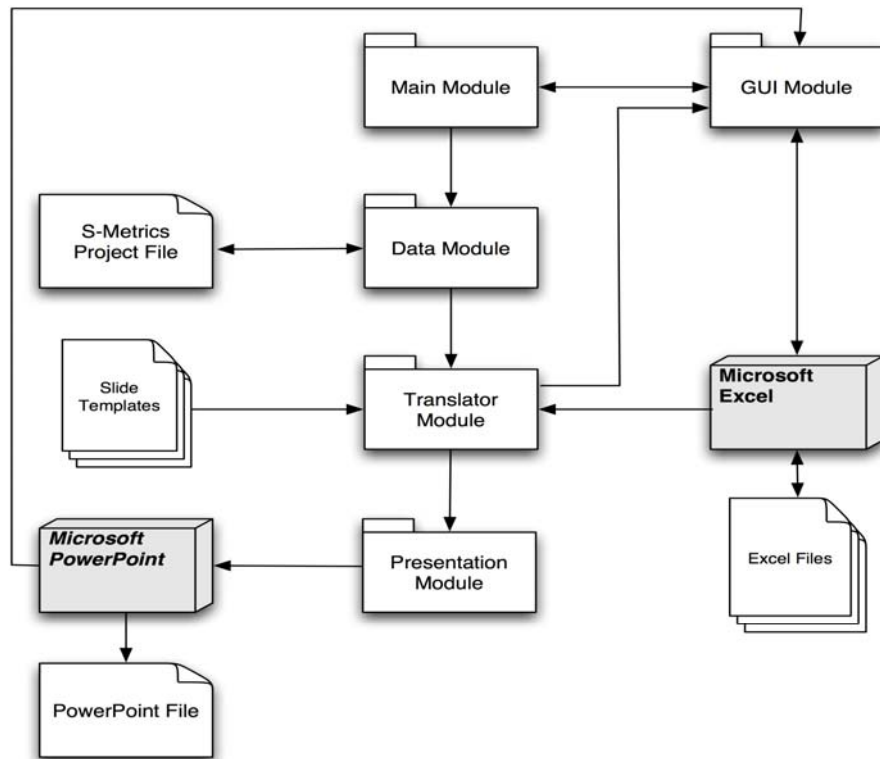 Main Module
GUI Module
S-Metrics
Project File
Data Module
Slide
Templates
Translator
Module
Microsoft
Excel
Microsoft
PowerPoint
Presentation
Module
Excel Files
PowerPoint File